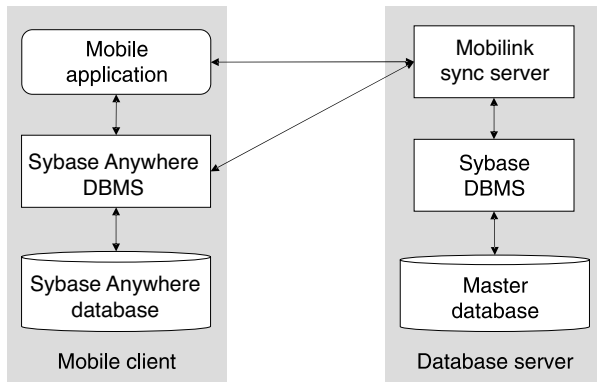 Mobile
application
Sybase Anywhere
DBMS
Sybase Anywhere
database
Mobile client
Mobilink
sync server
Sybase
DBMS
Master
database
Database server